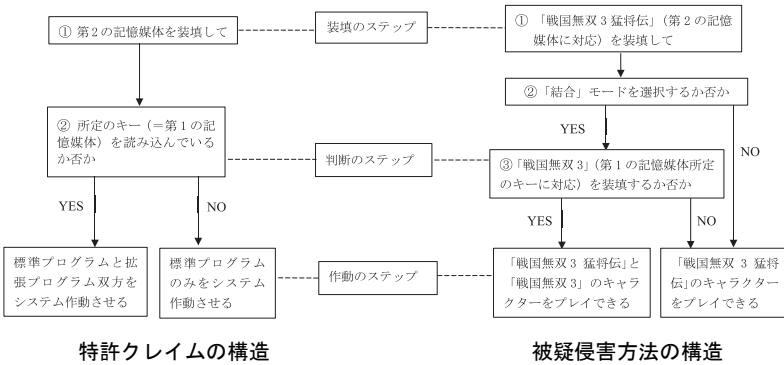 ① 第2の記憶媒体を装填して
装填のステップ
① 「戦国無双3猛将伝」(第2の記憶
媒体に対応)を装填して
②「結合」モードを選択するか否か
② 所定のキー(=第1の記
憶媒体)を読み込んでいる
か否か
YES
NO
判断のステップ
③「戦国無双3」(第1の記憶媒体所定
のキーに対応)を装填するか否か
YES
NO
YES
NO
標準プログラムと拡
張プログラム双方を
システム作動させる
標準プログラム
のみをシステム
作動させる
作動のステップ
「戦国無双3 猛将伝」と
「戦国無双3」のキャラ
クターをプレイできる
「戦国無双3 猛将
伝」のキャラクター
をプレイできる
特許クレイムの構造
被疑侵害方法の構造